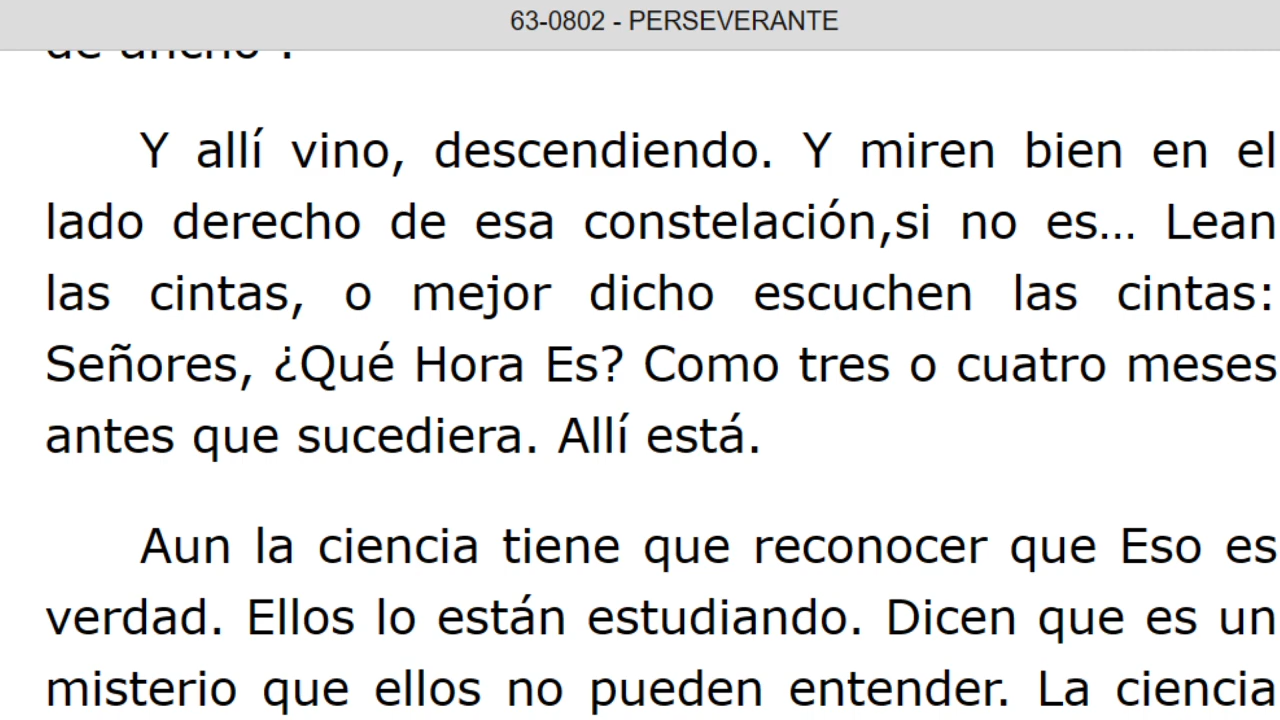 63-0802 - PERSEVERANTE
de ancho".
Y allí vino, descendiendo. Y miren bien en el
lado derecho de esa constelación,si no es… Lean
las cintas, o mejor dicho escuchen las cintas:
Señores, ¿Qué Hora Es? Como tres o cuatro meses
antes que sucediera. Allí está.
Aun la ciencia tiene que reconocer que Eso es
verdad. Ellos lo están estudiando. Dicen que es un
misterio que ellos no pueden entender. La ciencia